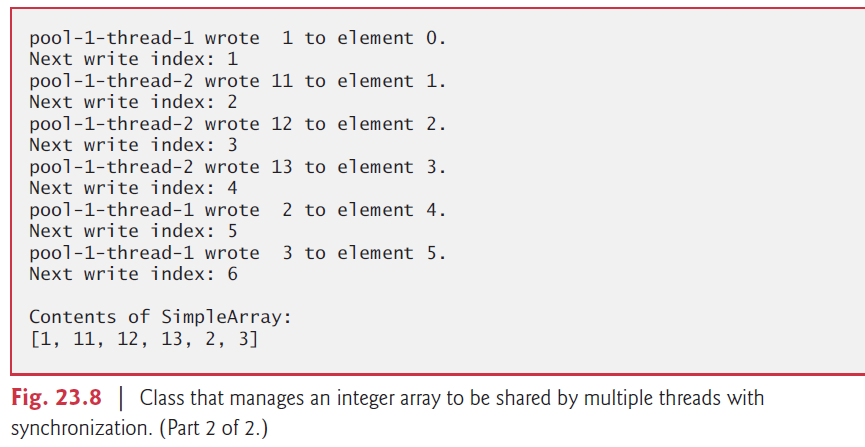 pool-1-thread-1 wrote  1 to element 0.
Next write index: 1
pool-1-thread-2 wrote 11 to element 1.
Next write index: 2
pool-1-thread-2 wrote 12 to element 2.
Next write index: 3
pool-1-thread-2 wrote 13 to element 3.
Next write index: 4
pool-1-thread-1 wrote  2 to element 4.
Next write index: 5
pool-1-thread-1 wrote  3 to element 5.
Next write index: 6

Contents of SimpleArray:
[1, 11, 12, 13, 2, 3]
Fig. 23.8 | Class that manages an integer array to be shared by multiple threads with
synchronization. (Part 2 of 2.)